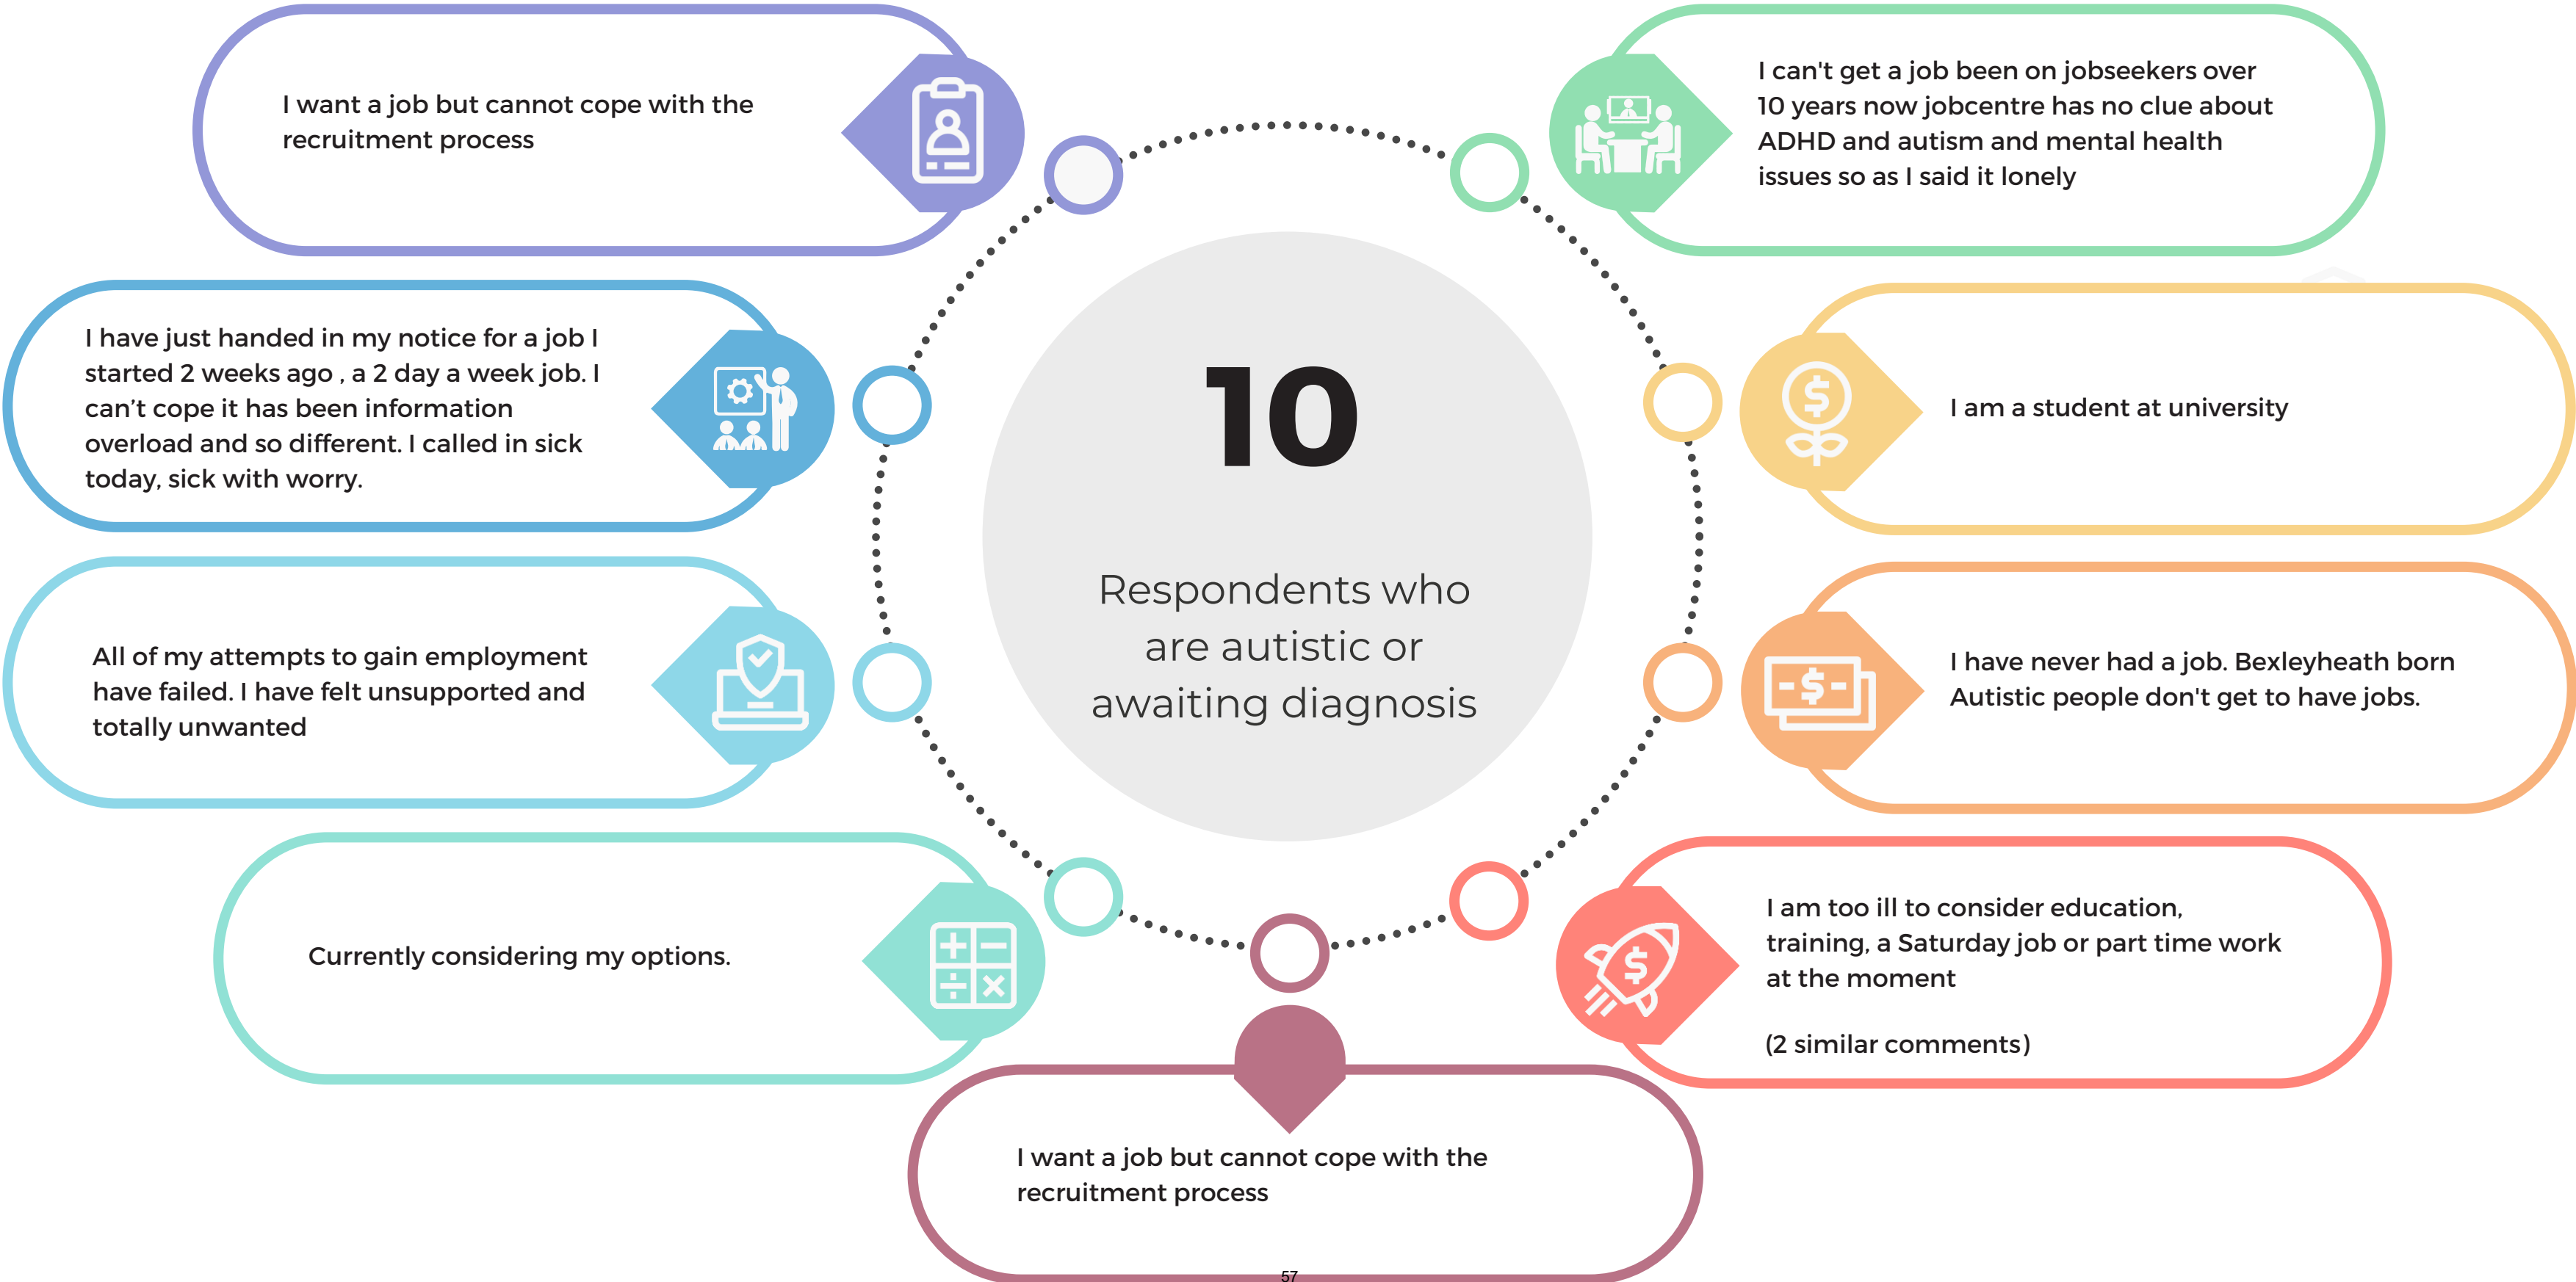 I want a job but cannot cope with the
recruitment process
I can't get a job been on jobseekers over
10 years now jobcentre has no clue about
ADHD and autism and mental health
issues so as I said it lonely
I have just handed in my notice for a job I
started 2 weeks ago , a 2 day a week job. I
can’t cope it has been information
overload and so different. I called in sick
today, sick with worry.
I am a student at university
10
Respondents who
are autistic or
awaiting diagnosis
All of my attempts to gain employment
have failed. I have felt unsupported and
totally unwanted
I have never had a job. Bexleyheath born
Autistic people don't get to have jobs.
Currently considering my options.
I am too ill to consider education,
training, a Saturday job or part time work
at the moment
(2 similar comments)
I want a job but cannot cope with the
recruitment process
57